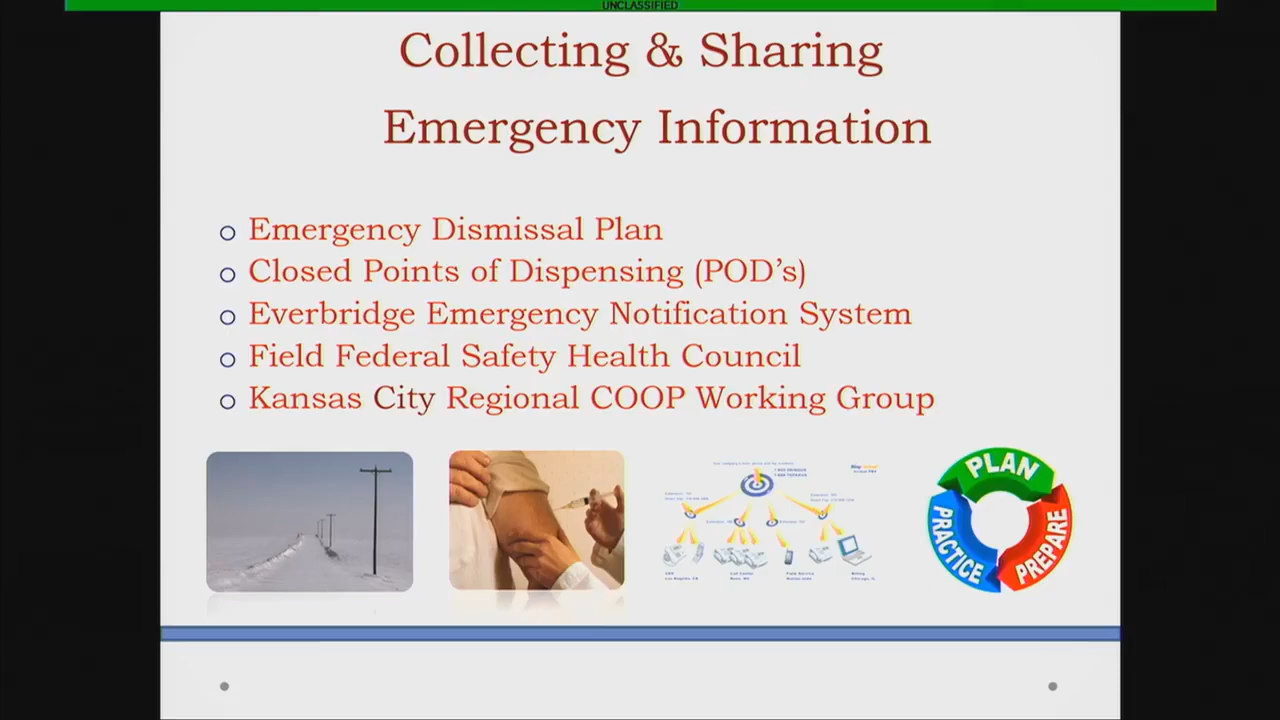 UNCLASSIFIED
Collecting & Sharing
Emergency Information
Emergency Dismissal Plan
Closed Points of Dispensing (POD's)
Everbridge Emergency Notification System
Field Federal Safety Health Council
Kansas City Regional COOP Working Group
PLAN
PRACTICE
PREPARE